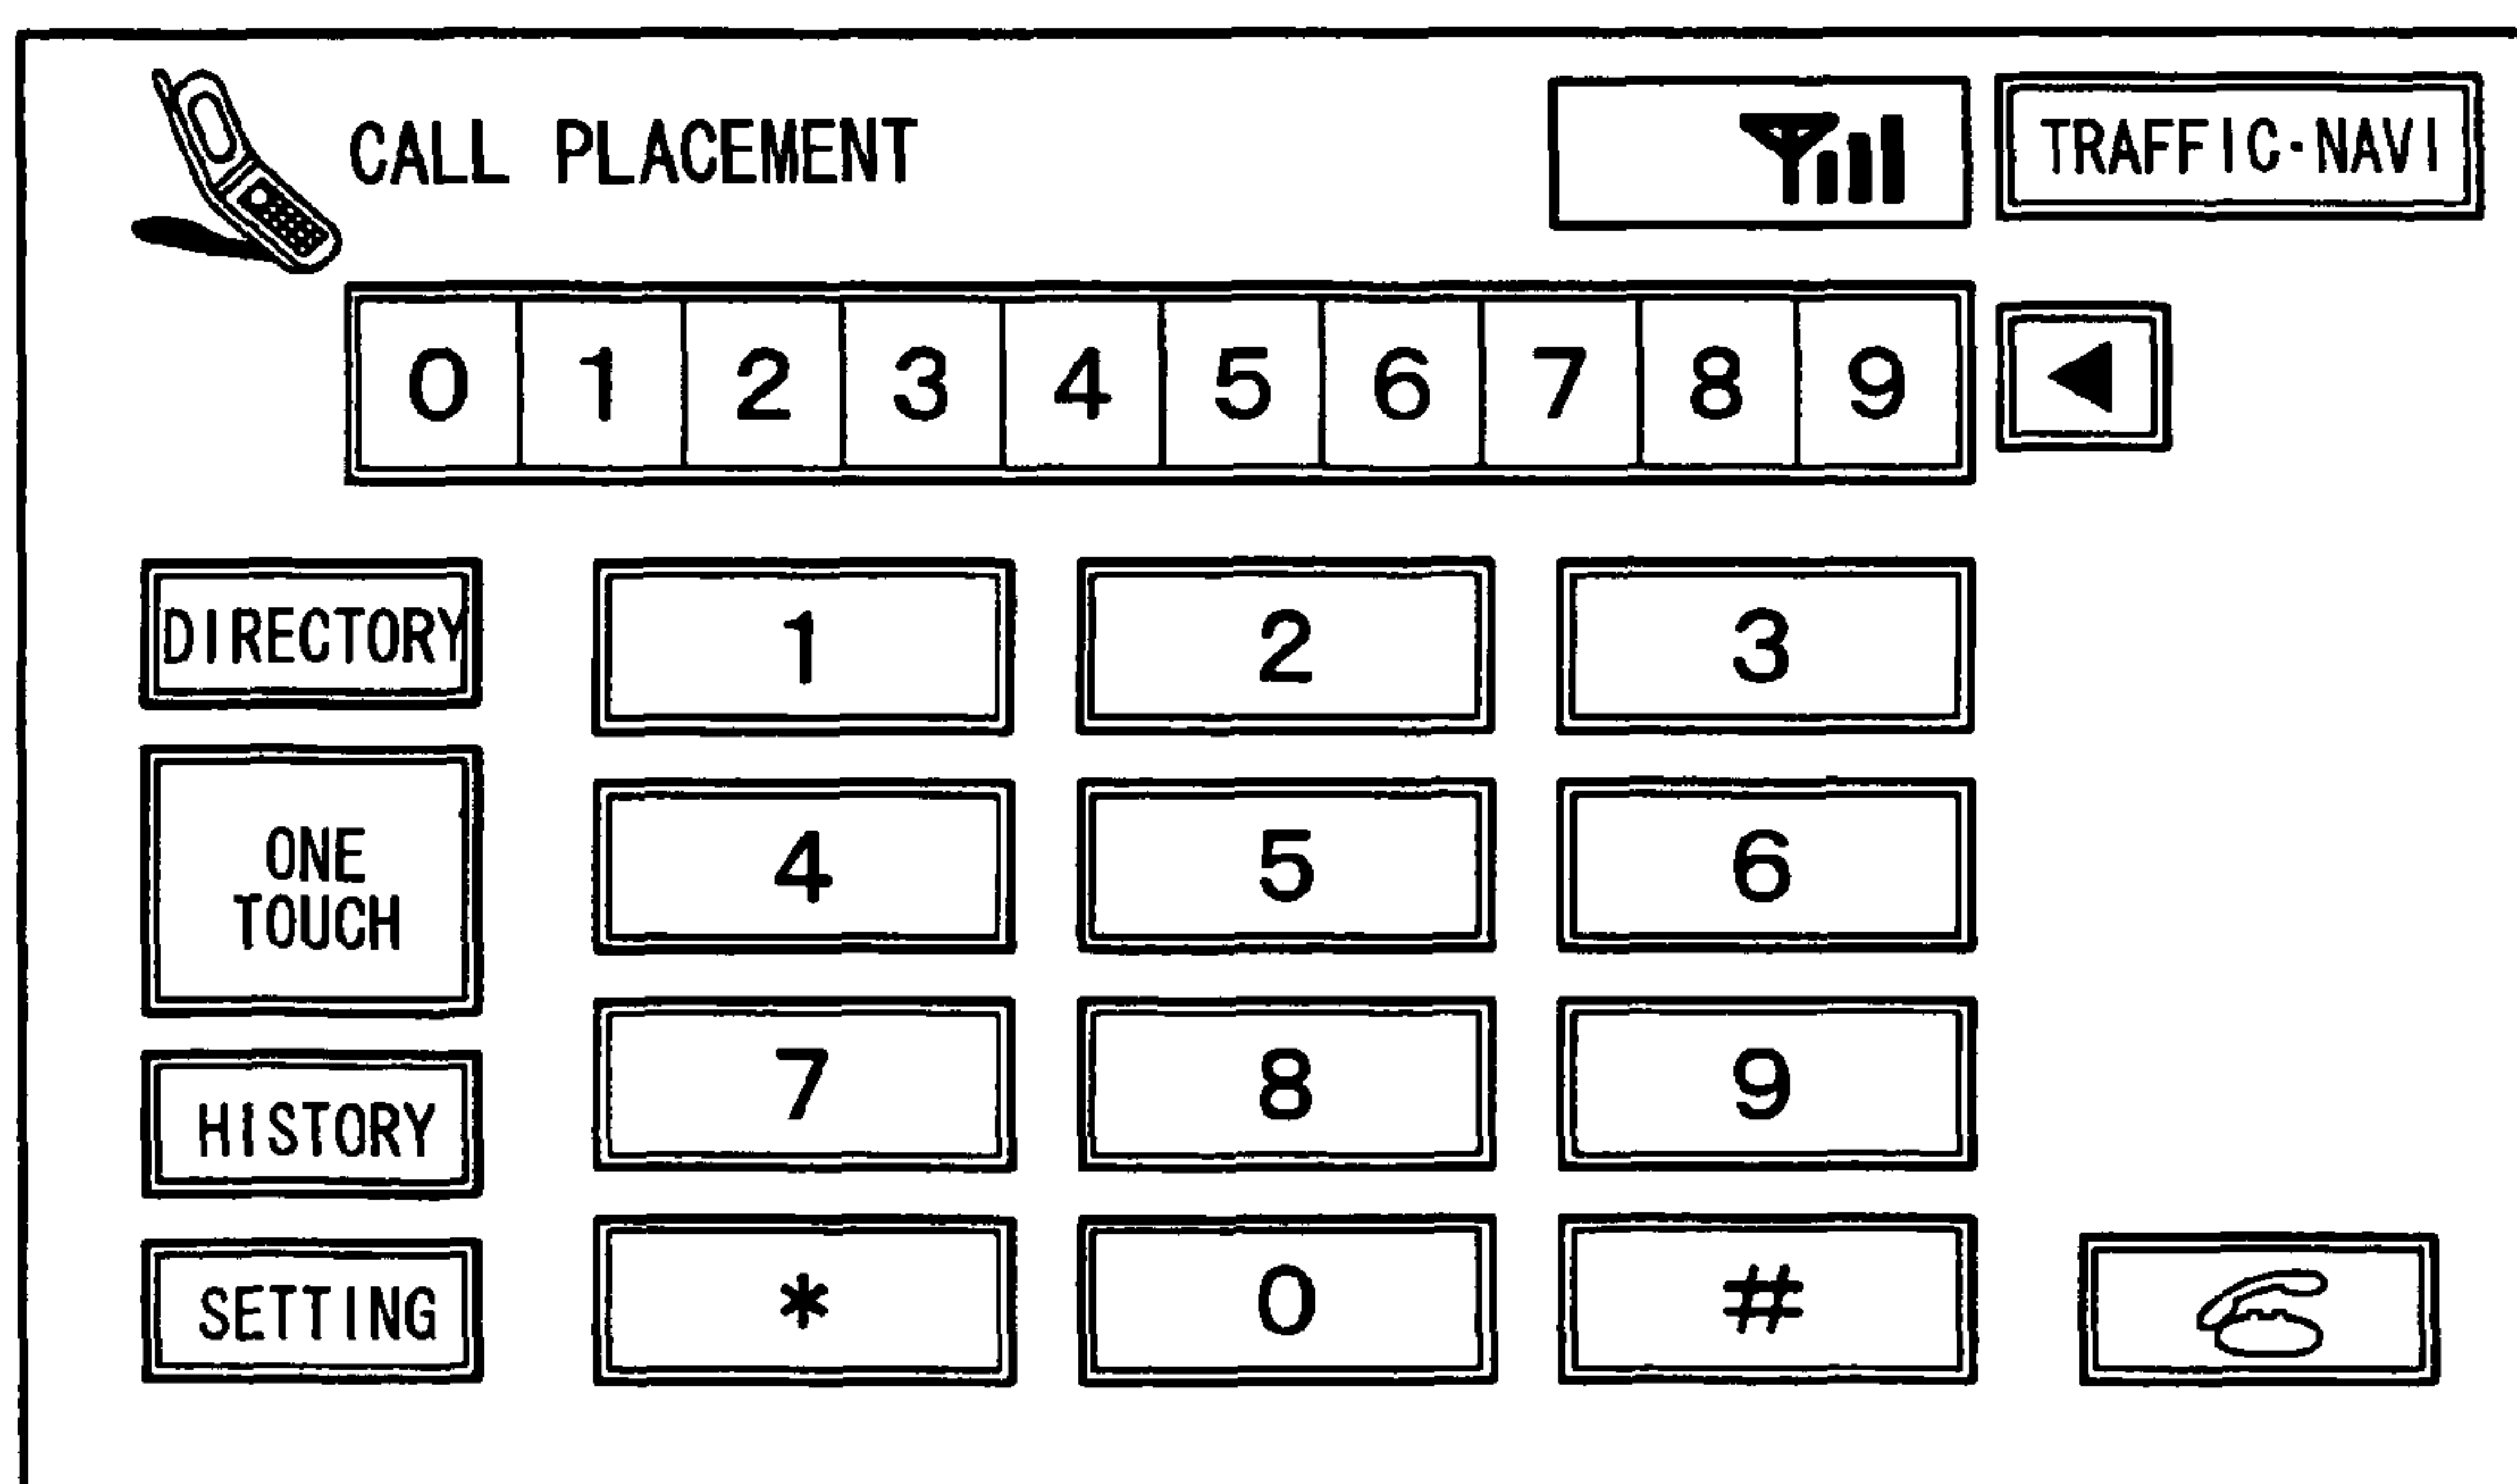 CALL PLACEMENT
TRAFFIC·NAVI
0 1 2 3 4 5 6 7 8 9
DIRECTORY
1 2 3
ONE
TOUCH
4 5 6
HISTORY
7 8 9
SETTING
* 0 #